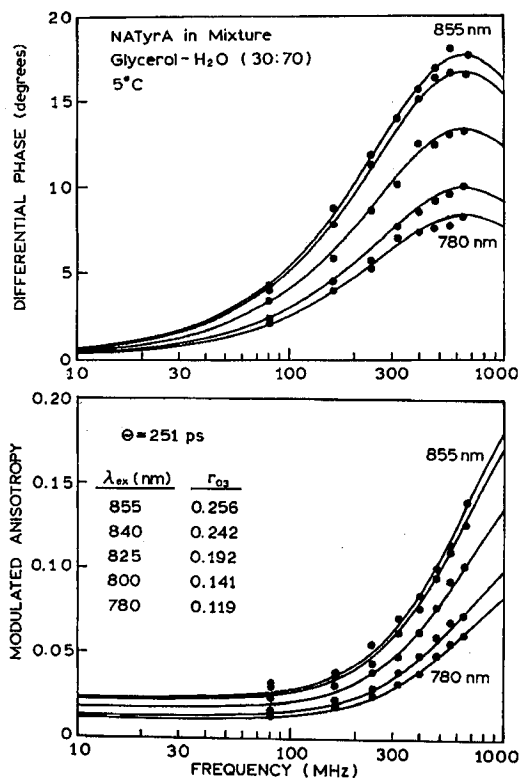 20
NATyrA in Mixture
Glycerol-H2O (30:70)
5°C
855 nm
15
10
5
0
780 nm
DIFFERENTIAL PHASE (degrees)
10 30 100 300 1000
0.20
Θ = 251 ps
λex (nm) r03
855 0.256
840 0.242
825 0.192
800 0.141
780 0.119
855 nm
0.15
0.10
0.05
0
780 nm
MODULATED ANISOTROPY
10 30 100 300 1000
FREQUENCY (MHz)